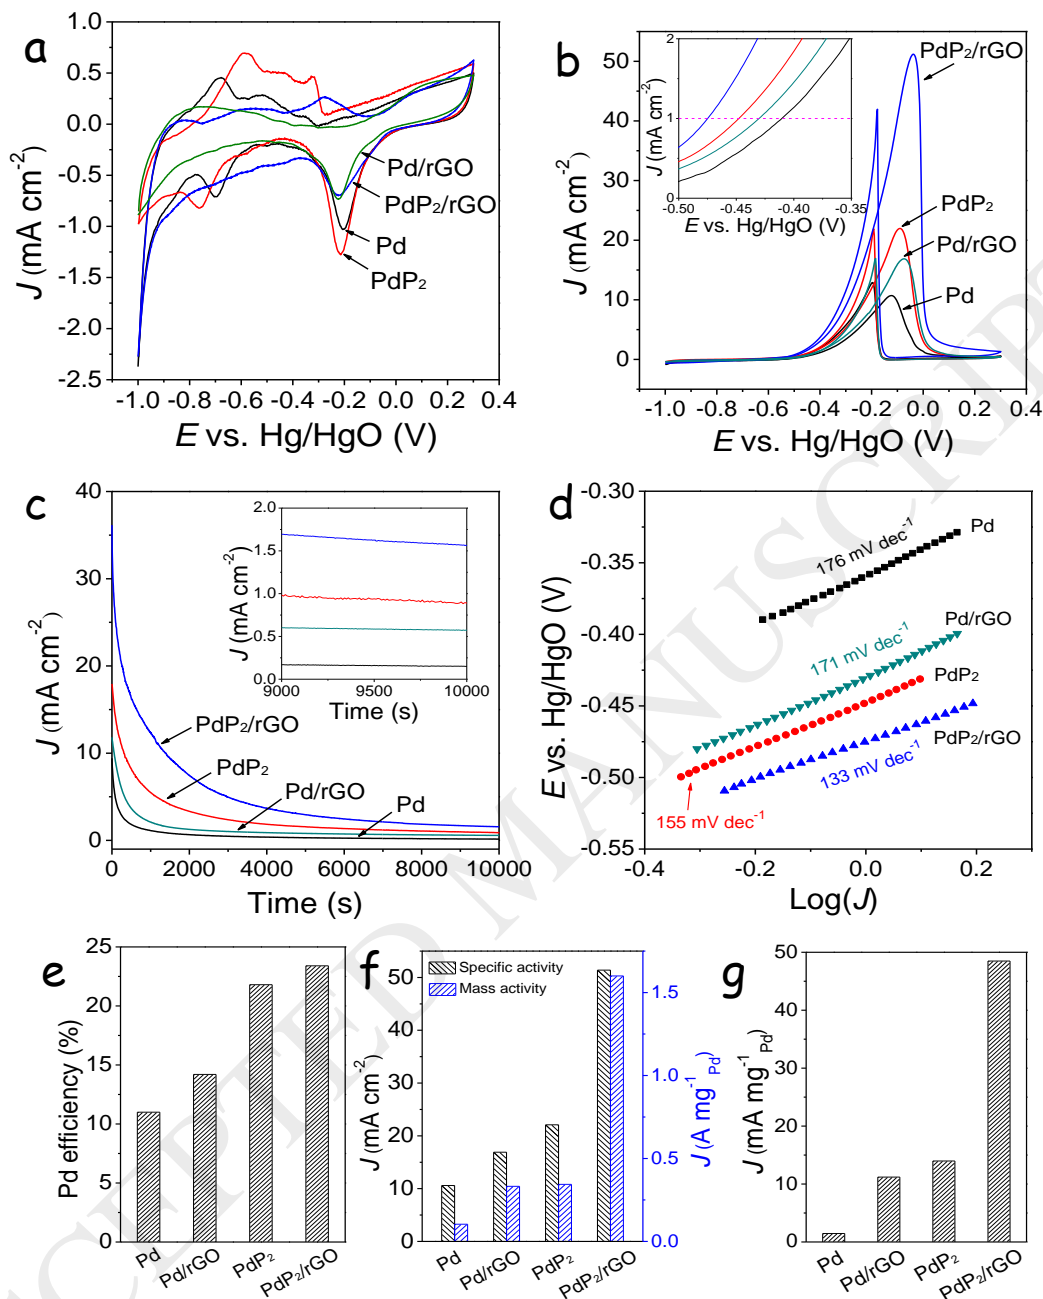 a
1.0
0.5
0.0
-0.5
-1.0
-1.5
-2.0
-2.5
J (mA cm-2)
Pd/rGO
PdP2/rGO
Pd
PdP2
-1.0 -0.8 -0.6 -0.4 -0.2 0.0 0.2 0.4
E vs. Hg/HgO (V)
b
50
40
30
20
10
0
J (mA cm-2)
2
1
0
J (mA cm-2)
-0.50 -0.45 -0.40 -0.35
E vs. Hg/HgO (V)
PdP2/rGO
PdP2
Pd/rGO
Pd
-1.0 -0.8 -0.6 -0.4 -0.2 0.0 0.2 0.4
E vs. Hg/HgO (V)
c
40
30
20
10
0
J (mA cm-2)
2.0
1.5
1.0
0.5
0.0
J (mA cm-2)
9000 9500 10000
Time (s)
PdP2/rGO
PdP2
Pd/rGO
Pd
0 2000 4000 6000 8000 10000
Time (s)
d
-0.30
-0.35
-0.40
-0.45
-0.50
-0.55
E vs. Hg/HgO (V)
176 mV dec-1
Pd
Pd/rGO
171 mV dec-1
PdP2
PdP2/rGO
133 mV dec-1
155 mV dec-1
-0.4 -0.2 0.0 0.2
Log(J)
e
25
20
15
10
5
0
Pd efficiency (%)
Pd Pd/rGO PdP2 PdP2/rGO
f
Specific activity
Mass activity
50
40
30
20
10
0
J (mA cm-2)
1.5
1.0
0.5
0.0
J (A mg-1Pd)
Pd Pd/rGO PdP2 PdP2/rGO
g
50
40
30
20
10
0
J (mA mg-1Pd)
Pd Pd/rGO PdP2 PdP2/rGO
CEPTED MANUSCRIPT